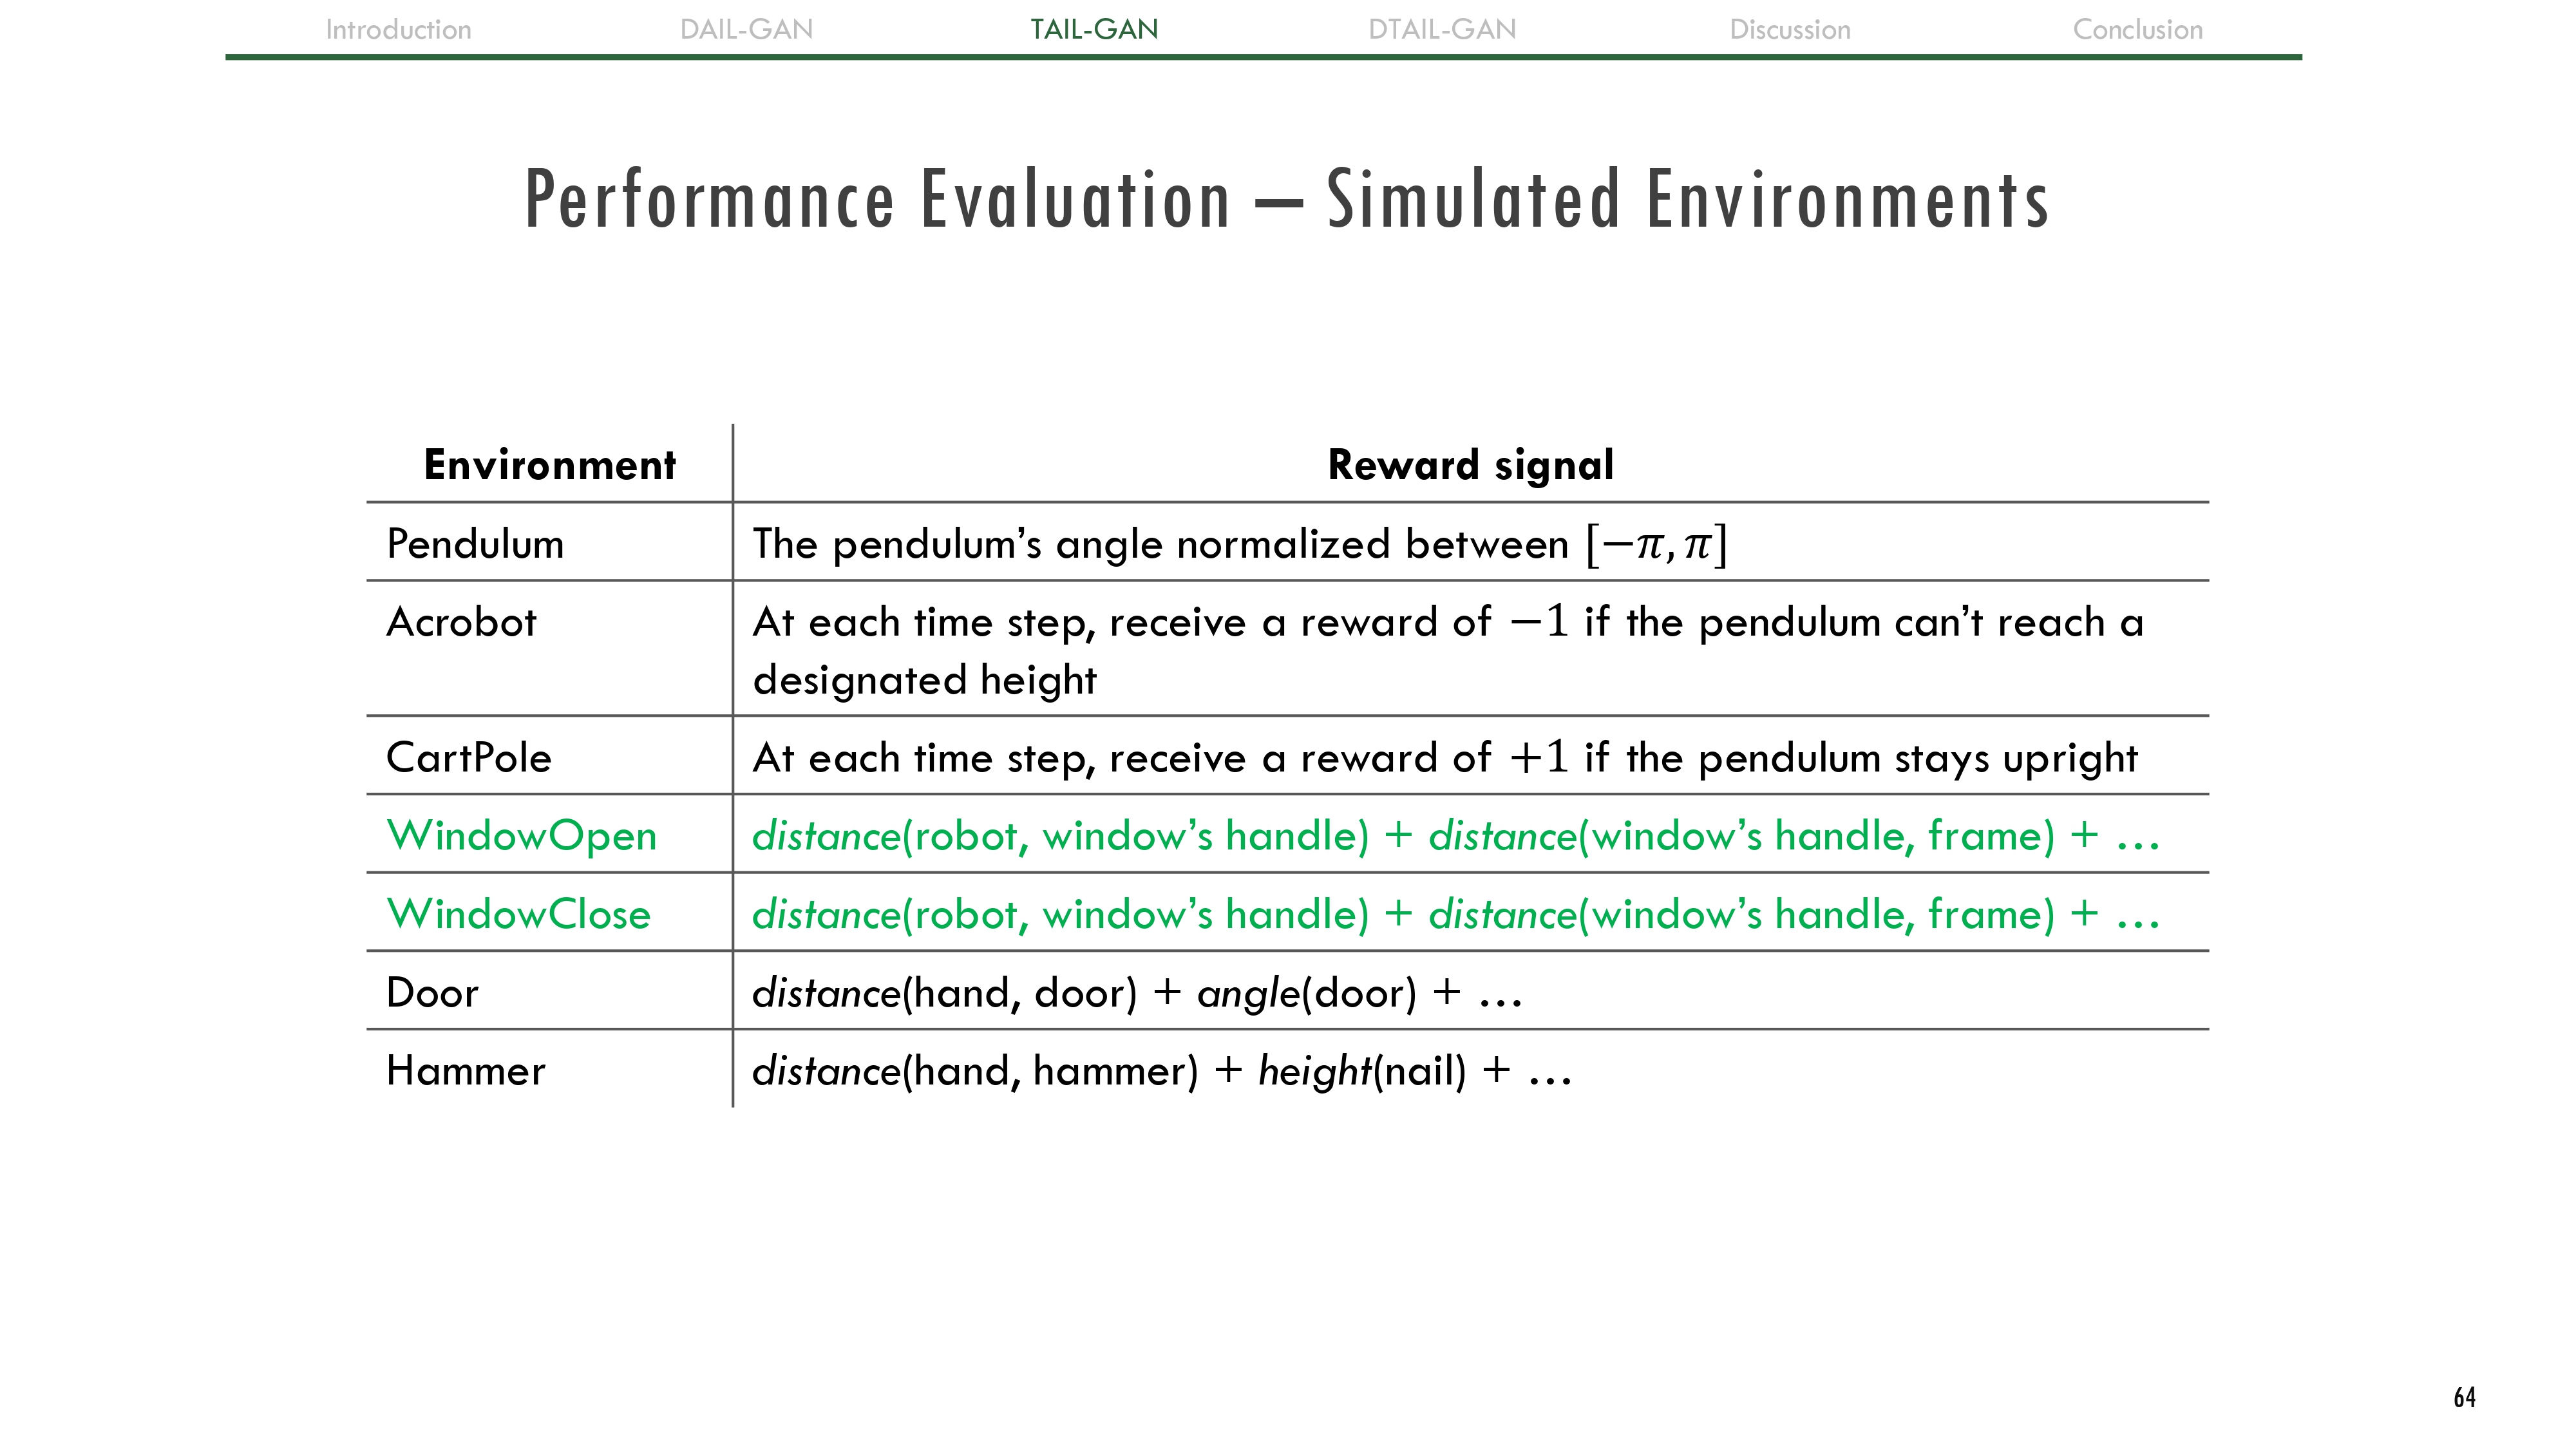 Introduction DAIL-GAN TAIL-GAN DTAIL-GAN Discussion Conclusion
Performance Evaluation – Simulated Environments
Environment Reward signal
Pendulum The pendulum’s angle normalized between [−π, π]
Acrobot At each time step, receive a reward of −1 if the pendulum can’t reach a
designated height
CartPole At each time step, receive a reward of +1 if the pendulum stays upright
WindowOpen distance(robot, window’s handle) + distance(window’s handle, frame) + …
WindowClose distance(robot, window’s handle) + distance(window’s handle, frame) + …
Door distance(hand, door) + angle(door) + …
Hammer distance(hand, hammer) + height(nail) + …
64